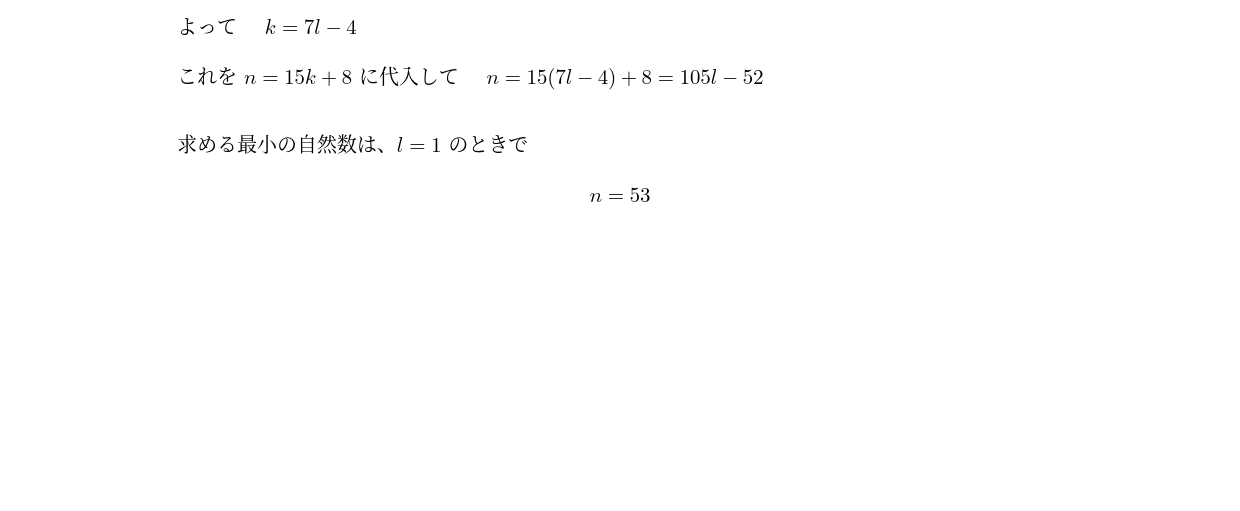 よって k = 7l − 4
これを n = 15k + 8 に代入して n = 15(7l − 4) + 8 = 105l − 52
求める最小の自然数は、l = 1 のときで
n = 53